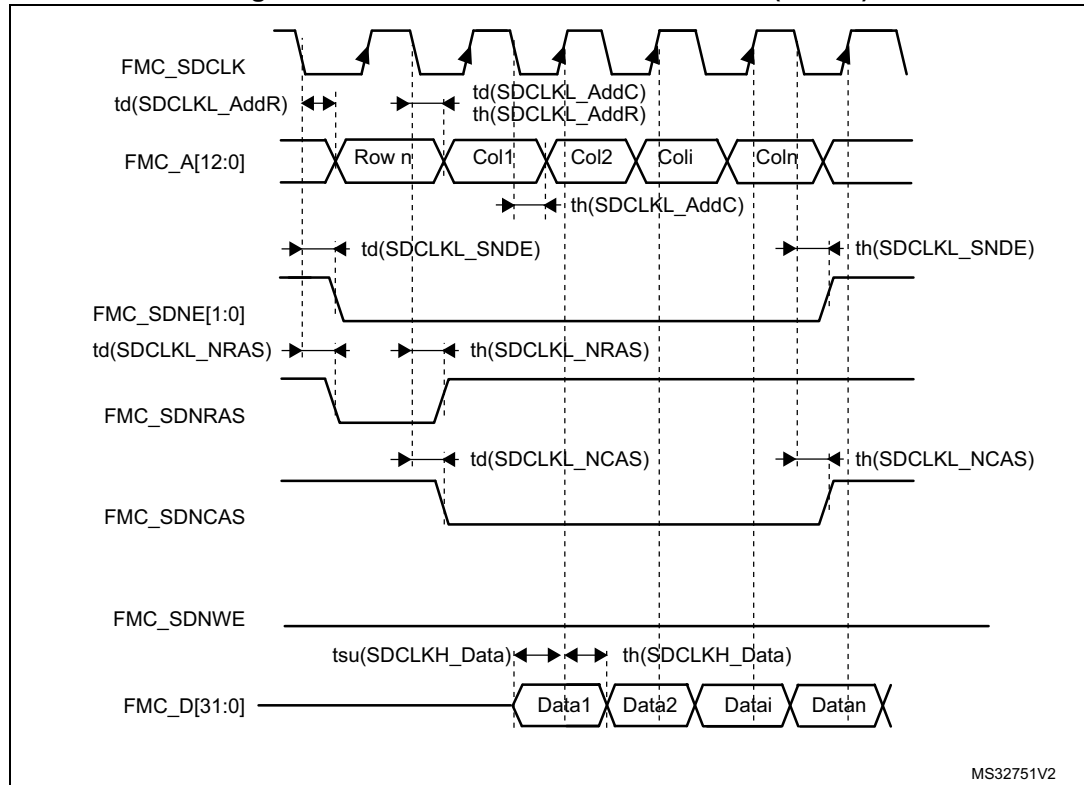 FMC_SDCLK
td(SDCLKL_AddR)
td(SDCLKL_AddC)
th(SDCLKL_AddR)
FMC_A[12:0]
Row n
Col1
Col2
Coli
Coln
th(SDCLKL_AddC)
td(SDCLKL_SNDE)
th(SDCLKL_SNDE)
FMC_SDNE[1:0]
td(SDCLKL_NRAS)
th(SDCLKL_NRAS)
FMC_SDNRAS
td(SDCLKL_NCAS)
th(SDCLKL_NCAS)
FMC_SDNCAS
FMC_SDNWE
tsu(SDCLKH_Data)
th(SDCLKH_Data)
FMC_D[31:0]
Data1
Data2
Datai
Datan
MS32751V2